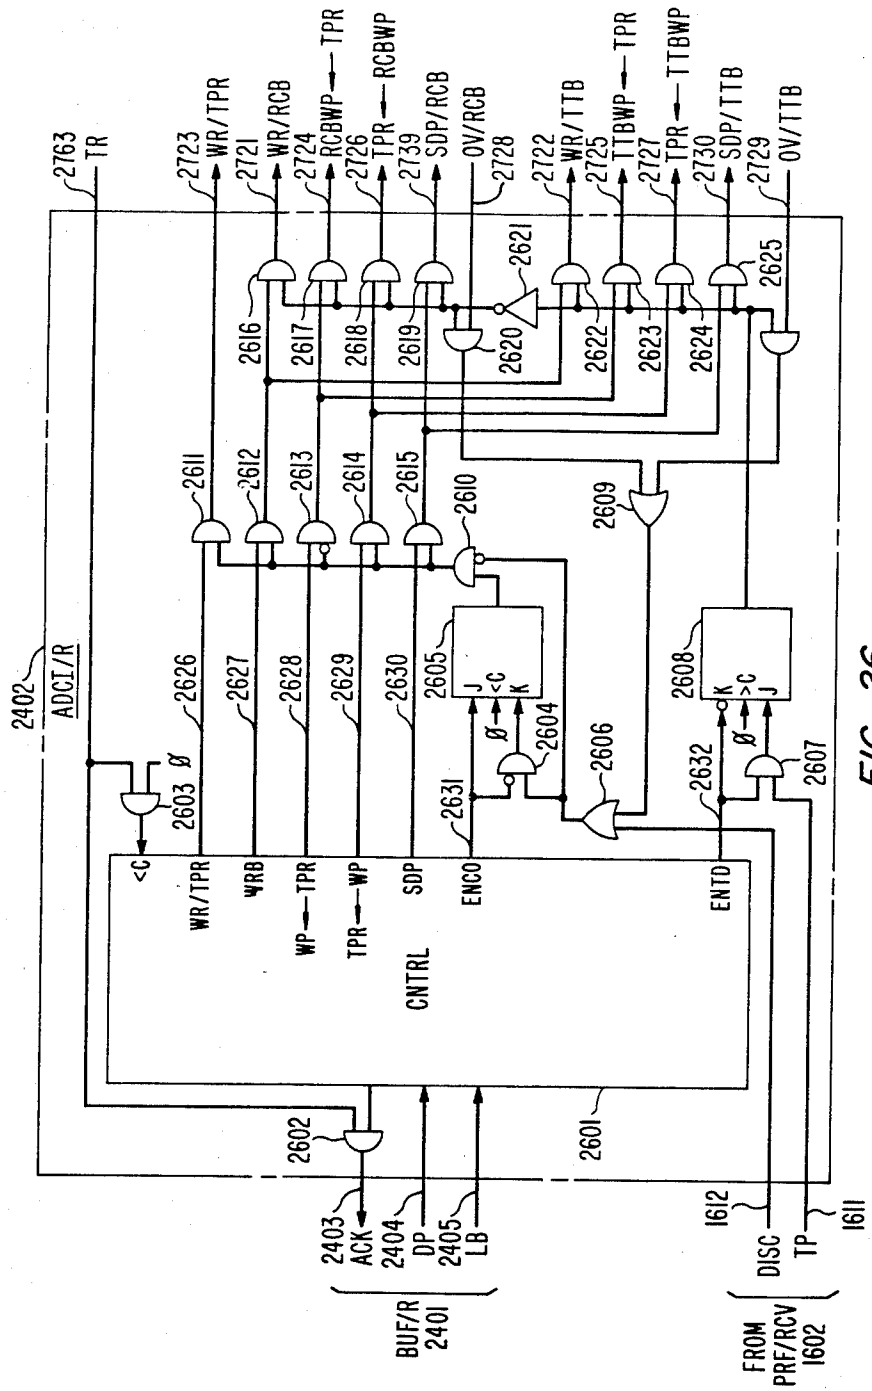 2402
ADCI/R
2763
TR
2723
WR/TPR
2721
WR/RCB
2724
RCBWP ← TPR
2726
TPR ← RCBWP
2739
SDP/RCB
OV/RCB
2728
2722
WR/TTB
2725
TTBWP ← TPR
2727
TPR ← TTBWP
2730
SDP/TTB
2729
OV/TTB
2616
2617
2618
2619
2620
2621
2622
2623
2624
2625
2611
2612
2613
2614
2615
2610
2609
2603
Ø
<C
2626
WR/TPR
2627
WRB
2628
WP ← TPR
2629
TPR ← WP
2630
SDP
2631
ENCO
2605
J
Ø
<C
K
2604
2606
2608
K
Ø
>C
J
2607
2632
ENTD
CNTRL
2601
2602
2403
ACK
2404
DP
2405
LB
BUF/R
2401
1612
DISC
TP
1611
FROM
PRF/RCV
1602
FIG. 26